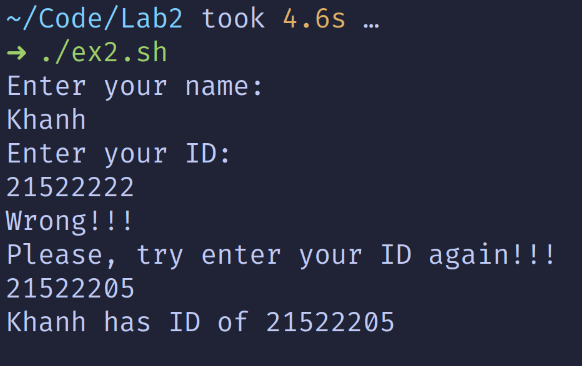 ~/Code/Lab2 took 4.6s …
➜ ./ex2.sh
Enter your name:
Khanh
Enter your ID:
21522222
Wrong!!!
Please, try enter your ID again!!!
21522205
Khanh has ID of 21522205